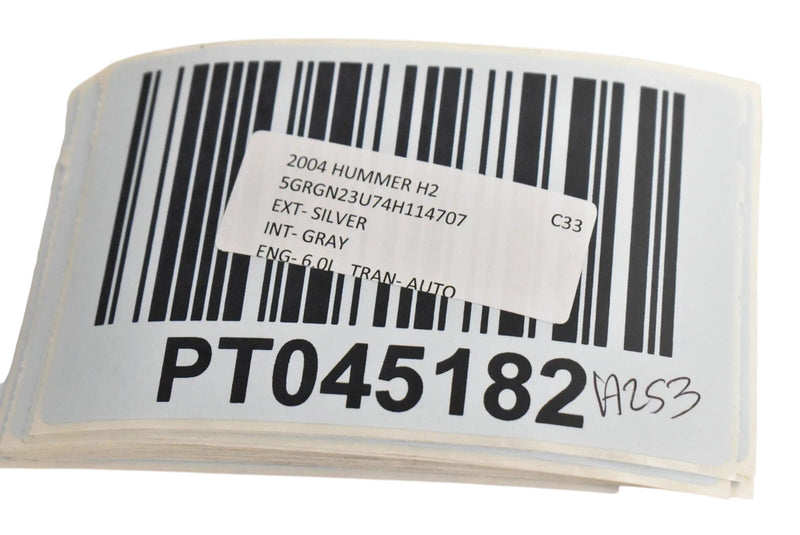 2004 HUMMER H2
5GRGN23U74H114707 C33
EXT- SILVER
INT- GRAY
ENG- 6.0L TRAN- AUTO
PT045182